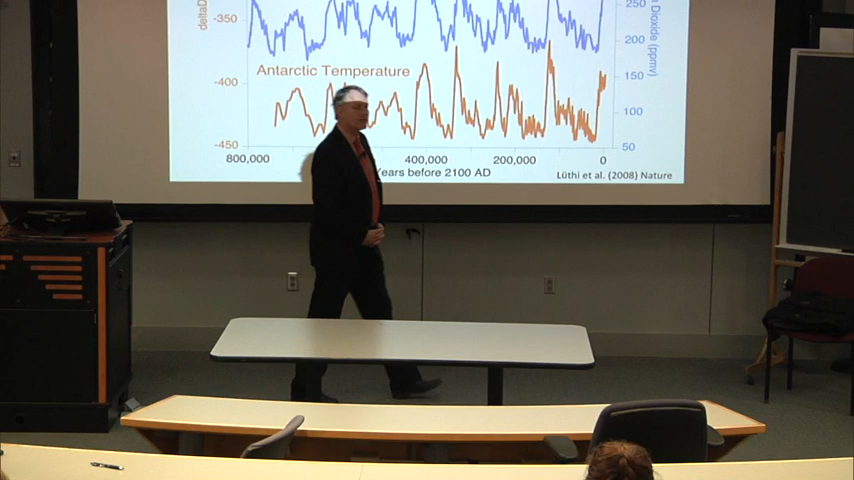 250
-350
200
deltaD
Dioxide (ppmv)
-400
Antarctic Temperature
150
100
-450
50
800,000
400,000
200,000
0
Years before 2100 AD
Lüthi et al. (2008) Nature